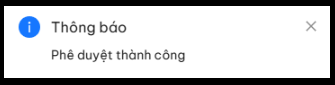 Thông báo
Phê duyệt thành công